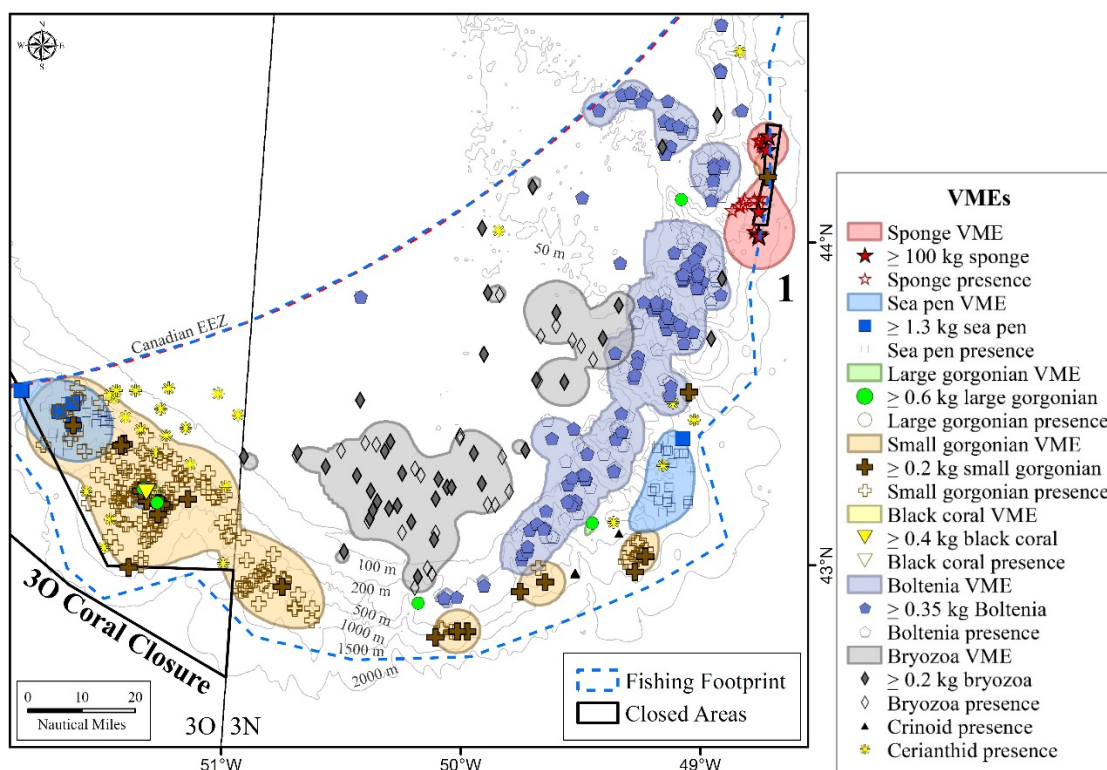 N
W E
S
50 m
44°N
1
Canadian EEZ
43°N
100 m
200 m
500 m
1000 m
1500 m
2000 m
3O Coral Closure
0 10 20
Nautical Miles
3O 3N
Fishing Footprint
Closed Areas
51°W 50°W 49°W
VMEs
Sponge VME
≥ 100 kg sponge
Sponge presence
Sea pen VME
≥ 1.3 kg sea pen
Sea pen presence
Large gorgonian VME
≥ 0.6 kg large gorgonian
Large gorgonian presence
Small gorgonian VME
≥ 0.2 kg small gorgonian
Small gorgonian presence
Black coral VME
≥ 0.4 kg black coral
Black coral presence
Boltenia VME
≥ 0.35 kg Boltenia
Boltenia presence
Bryozoa VME
≥ 0.2 kg bryozoa
Bryozoa presence
Crinoid presence
Cerianthid presence